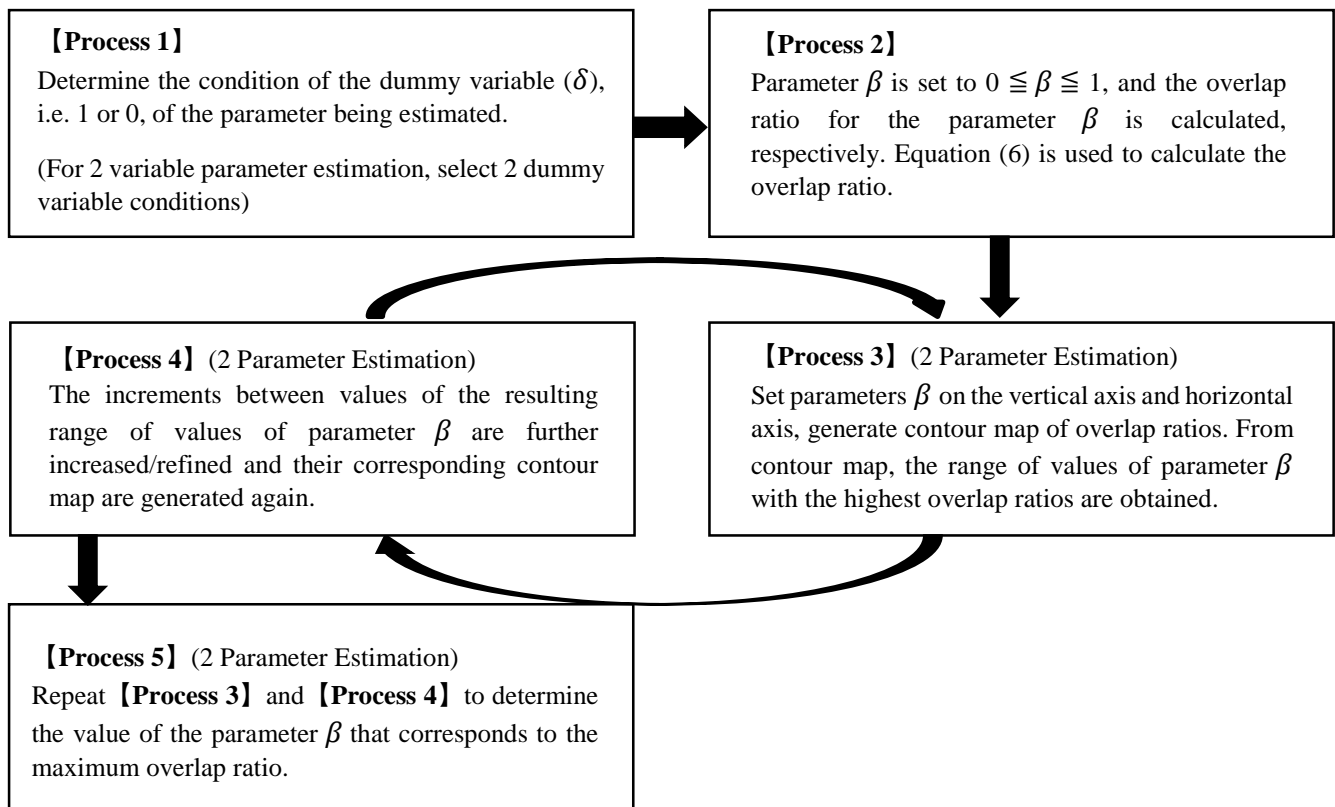 【Process 1】
Determine the condition of the dummy variable (δ),
i.e. 1 or 0, of the parameter being estimated.
(For 2 variable parameter estimation, select 2 dummy
variable conditions)
【Process 2】
Parameter β is set to 0 ≦ β ≦ 1, and the overlap
ratio for the parameter β is calculated,
respectively. Equation (6) is used to calculate the
overlap ratio.
【Process 3】 (2 Parameter Estimation)
Set parameters β on the vertical axis and horizontal
axis, generate contour map of overlap ratios. From
contour map, the range of values of parameter β
with the highest overlap ratios are obtained.
【Process 4】 (2 Parameter Estimation)
The increments between values of the resulting
range of values of parameter β are further
increased/refined and their corresponding contour
map are generated again.
【Process 5】 (2 Parameter Estimation)
Repeat 【Process 3】 and 【Process 4】 to determine
the value of the parameter β that corresponds to the
maximum overlap ratio.